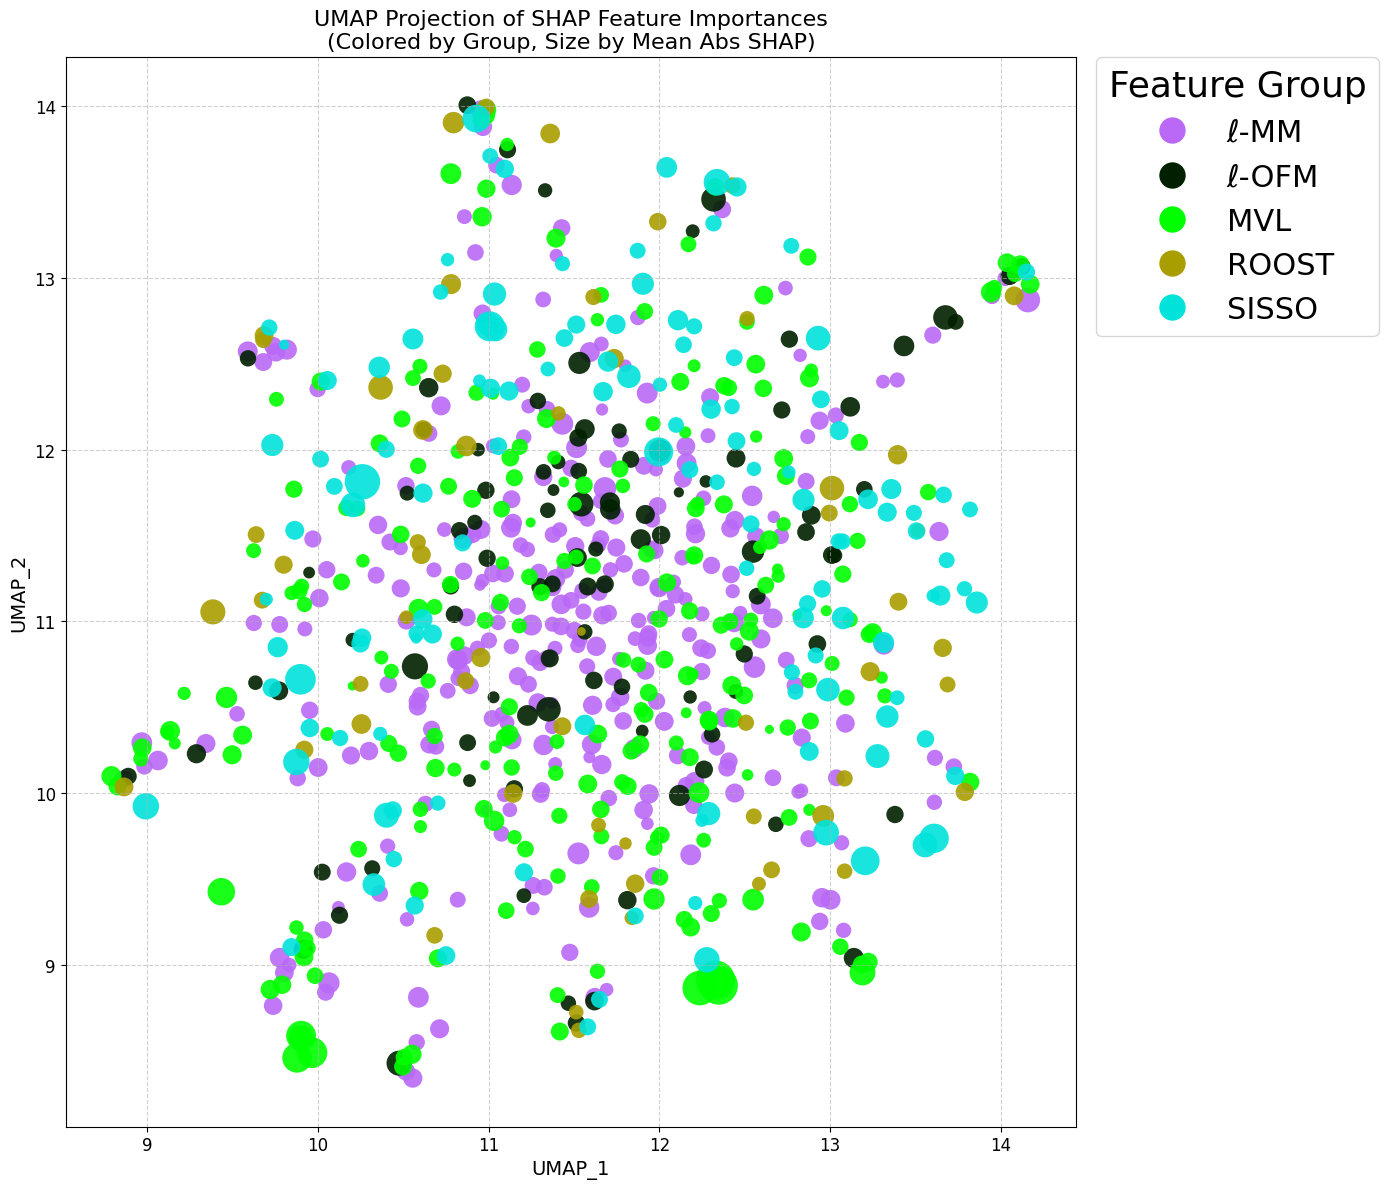 UMAP Projection of SHAP Feature Importances
(Colored by Group, Size by Mean Abs SHAP)
Feature Group
ℓ-MM
ℓ-OFM
MVL
ROOST
SISSO
UMAP_2
14
13
12
11
10
9
9
10
11
12
13
14
UMAP_1